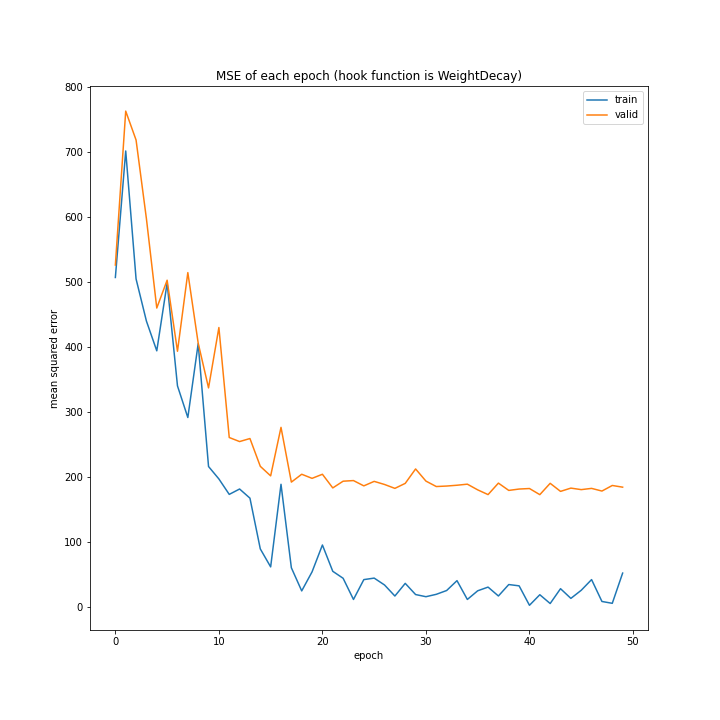 MSE of each epoch (hook function is WeightDecay)
train
valid
mean squared error
800
700
600
500
400
300
200
100
0
0 10 20 30 40 50
epoch